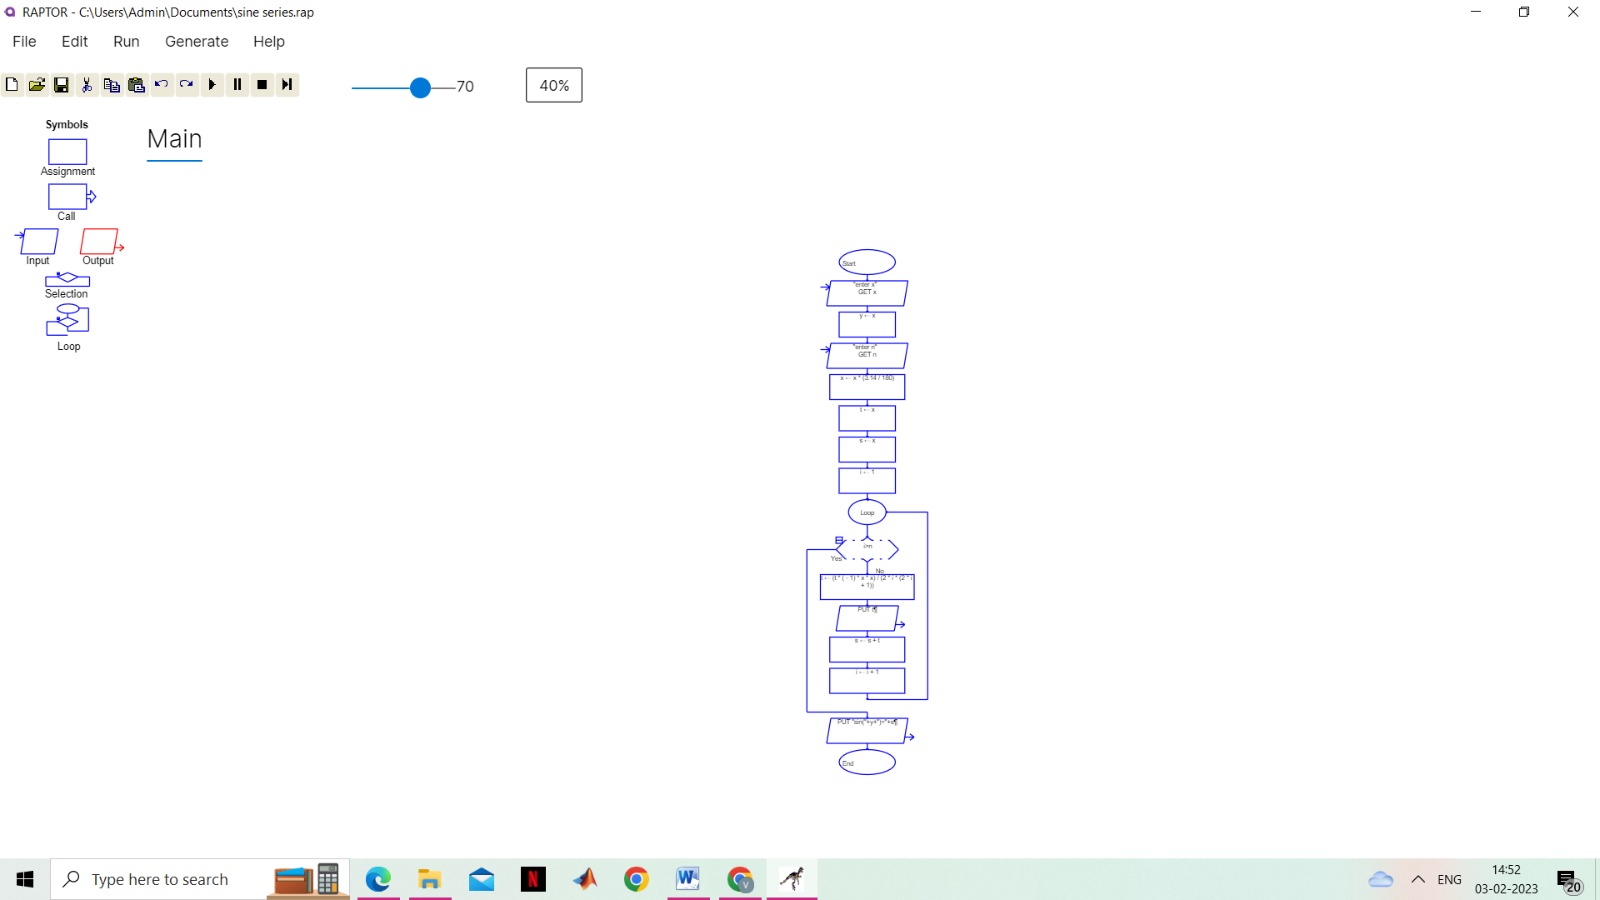 RAPTOR - C:\Users\Admin\Documents\sine series.rap
File Edit Run Generate Help
70
40%
Symbols
Assignment
Call
Input Output
Selection
Loop
Main
Start
"enter x"
GET x
y ← x
"enter n"
GET n
x ← x * (3.14 / 180)
t ← x
s ← x
i ← 1
Loop
i>n
Yes
No
t ← (t * ( - 1) * x * x) / (2 * i * (2 * i
+ 1))
PUT t¶
s ← s + t
i ← i + 1
PUT "sin("+y+")="+s¶
End
Type here to search
N
W
V
ENG
14:52
03-02-2023
20